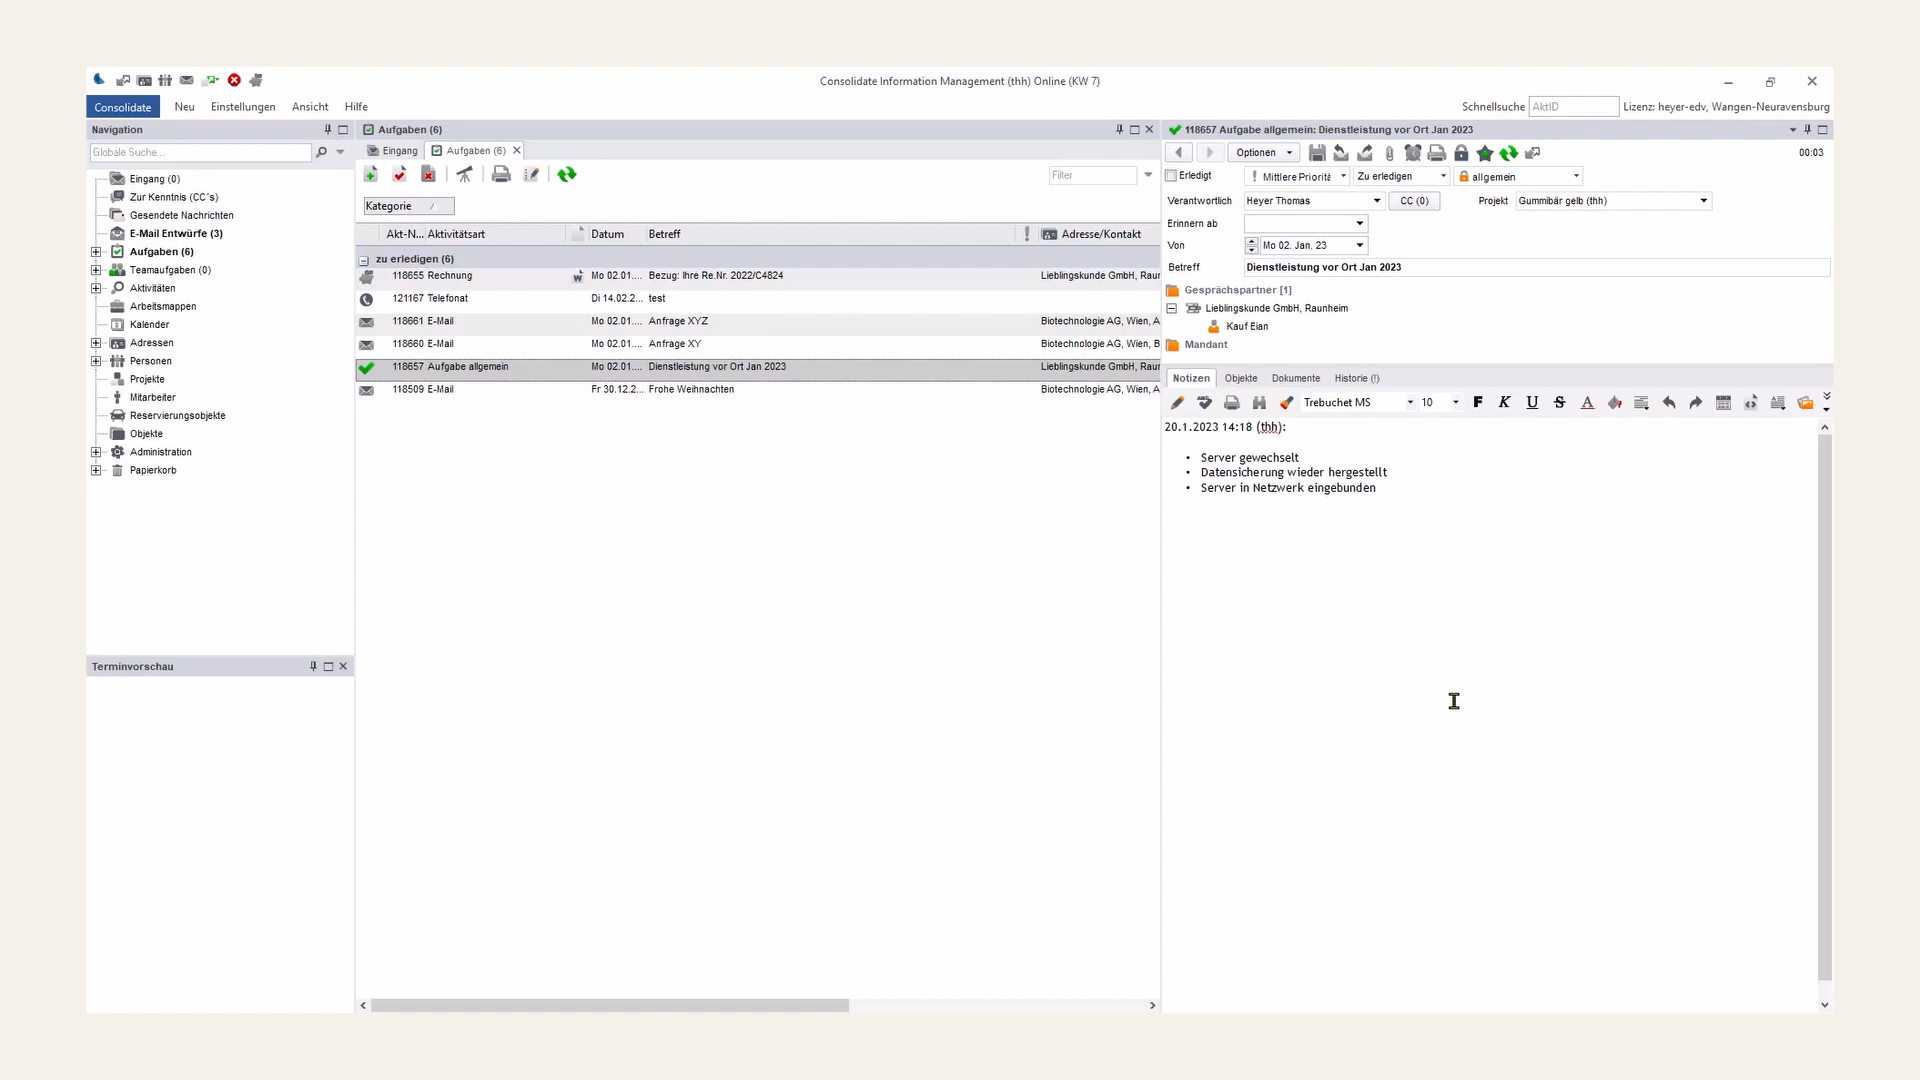 Consolidate Information Management (thh) Online (KW 7)
Consolidate Neu Einstellungen Ansicht Hilfe
Schnellsuche AktID Lizenz: heyer-edv, Wangen-Neuravensburg
Navigation
Globale Suche...
Eingang (0)
Zur Kenntnis (CC´s)
Gesendete Nachrichten
E-Mail Entwürfe (3)
Aufgaben (6)
Teamaufgaben (0)
Aktivitäten
Arbeitsmappen
Kalender
Adressen
Personen
Projekte
Mitarbeiter
Reservierungsobjekte
Objekte
Administration
Papierkorb
Terminvorschau
Aufgaben (6)
Eingang Aufgaben (6)
Filter
Kategorie
Akt-N... Aktivitätsart Datum Betreff Adresse/Kontakt
zu erledigen (6)
118655 Rechnung Mo 02.01.... Bezug: Ihre Re.Nr. 2022/C4824 Lieblingskunde GmbH, Raun
121167 Telefonat Di 14.02.2... test
118661 E-Mail Mo 02.01.... Anfrage XYZ Biotechnologie AG, Wien, A
118660 E-Mail Mo 02.01.... Anfrage XY Biotechnologie AG, Wien, B
118657 Aufgabe allgemein Mo 02.01.... Dienstleistung vor Ort Jan 2023 Lieblingskunde GmbH, Raun
118509 E-Mail Fr 30.12.2... Frohe Weihnachten Biotechnologie AG, Wien, A
118657 Aufgabe allgemein: Dienstleistung vor Ort Jan 2023
Optionen 00:03
Erledigt ! Mittlere Priorität Zu erledigen allgemein
Verantwortlich Heyer Thomas CC (0) Projekt Gummibär gelb (thh)
Erinnern ab
Von Mo 02. Jan. 23
Betreff Dienstleistung vor Ort Jan 2023
Gesprächspartner [1]
Lieblingskunde GmbH, Raunheim
Kauf Eian
Mandant
Notizen Objekte Dokumente Historie (!)
Trebuchet MS 10 F K U S A
20.1.2023 14:18 (thh):
• Server gewechselt
• Datensicherung wieder hergestellt
• Server in Netzwerk eingebunden